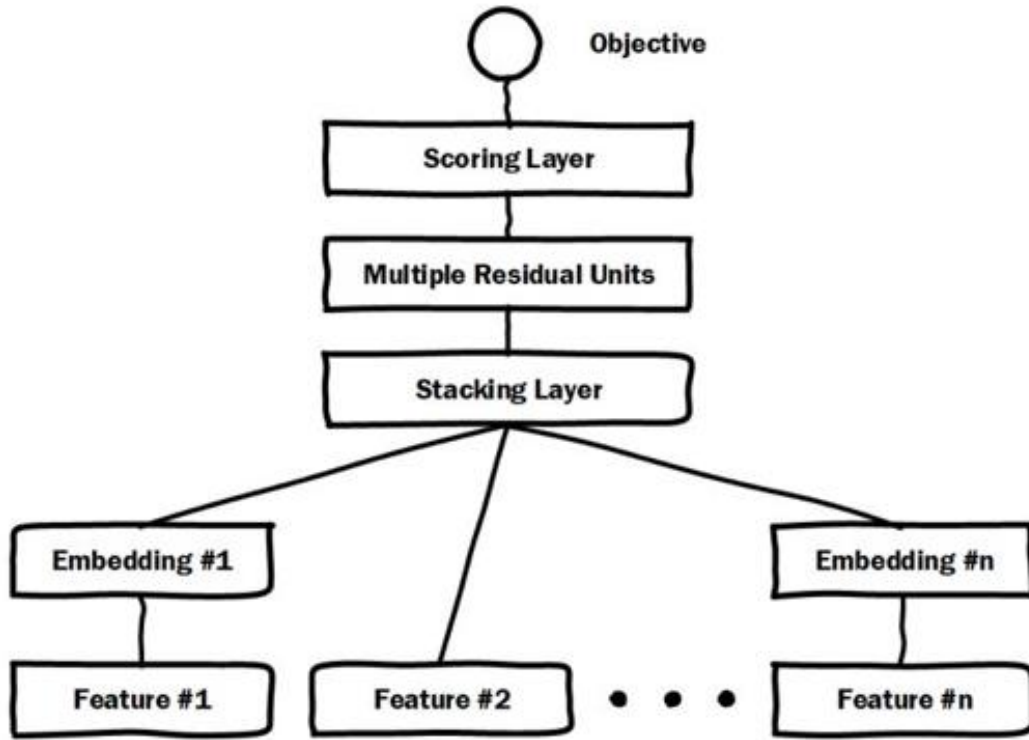 Objective
Scoring Layer
Multiple Residual Units
Stacking Layer
Embedding #1
Embedding #n
Feature #1
Feature #2
Feature #n